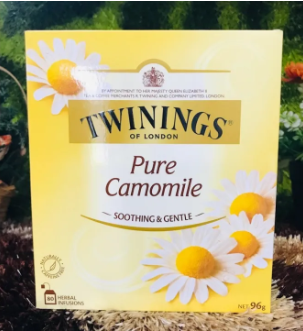 BY APPOINTMENT TO HER MAJESTY QUEEN ELIZABETH II
TEA & COFFEE MERCHANTS R. TWINING AND COMPANY LIMITED, LONDON
TWININGS®
OF LONDON
Pure
Camomile
SOOTHING & GENTLE
80 HERBAL
INFUSIONS
NET 96g